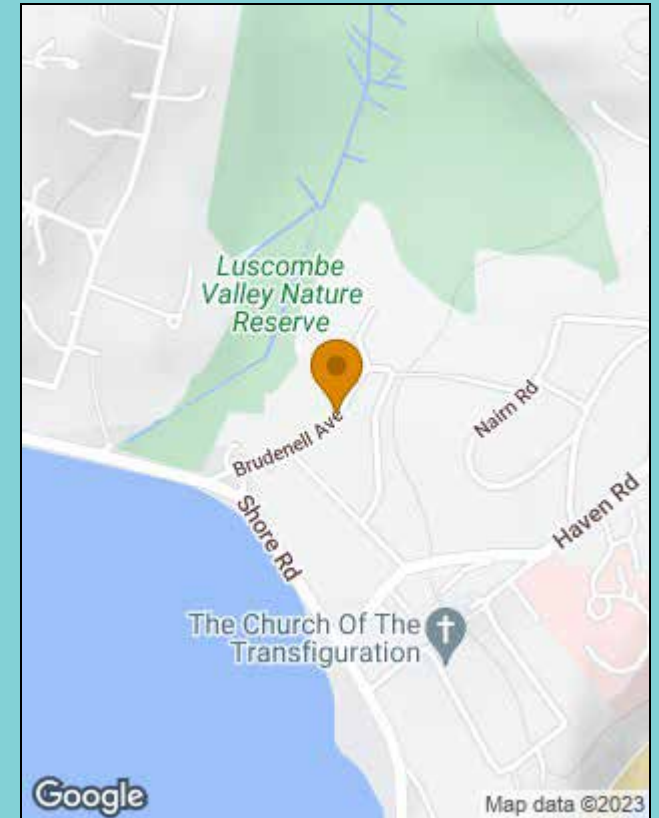 Luscombe
Valley Nature
Reserve
Brudenell Ave
Nairn Rd
Shore Rd
Haven Rd
The Church Of The
Transfiguration
Google
Map data ©2023